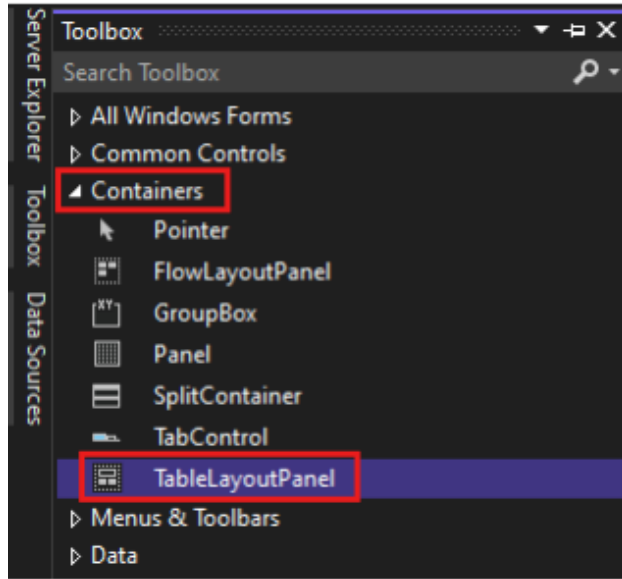 Server Explorer
Toolbox
Data Sources
Toolbox
Search Toolbox
All Windows Forms
Common Controls
Containers
Pointer
FlowLayoutPanel
XY
GroupBox
Panel
SplitContainer
TabControl
TableLayoutPanel
Menus & Toolbars
Data